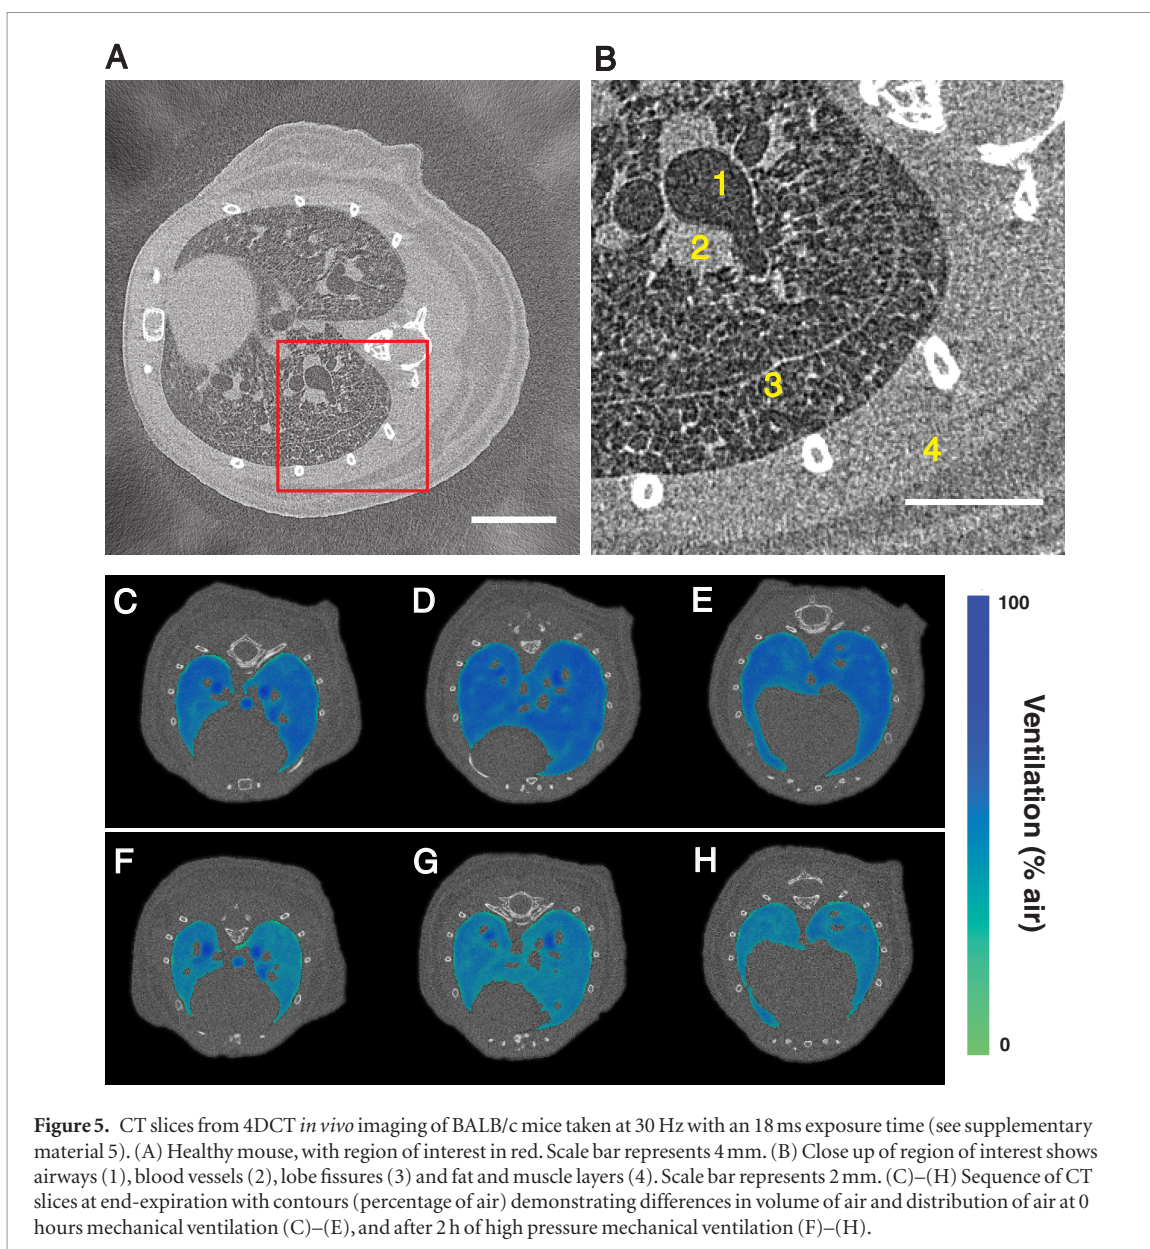 A
B
1
2
3
4
C
D
E
F
G
H
100
Ventilation (% air)
0
Figure 5. CT slices from 4DCT in vivo imaging of BALB/c mice taken at 30 Hz with an 18 ms exposure time (see supplementary
material 5). (A) Healthy mouse, with region of interest in red. Scale bar represents 4 mm. (B) Close up of region of interest shows
airways (1), blood vessels (2), lobe fissures (3) and fat and muscle layers (4). Scale bar represents 2 mm. (C)–(H) Sequence of CT
slices at end-expiration with contours (percentage of air) demonstrating differences in volume of air and distribution of air at 0
hours mechanical ventilation (C)–(E), and after 2 h of high pressure mechanical ventilation (F)–(H).